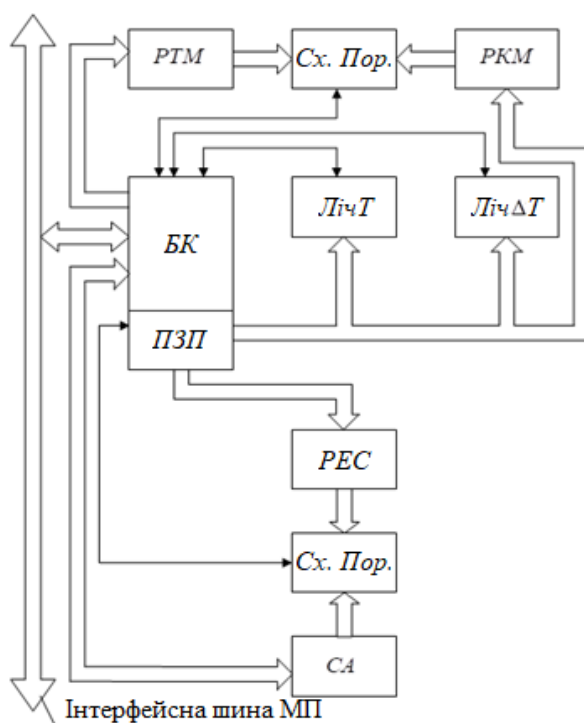 РТМ
Сх. Пор.
РКМ
БК
ЛічТ
ЛічΔТ
ПЗП
РЕС
Сх. Пор.
СА
Інтерфейсна шина МП